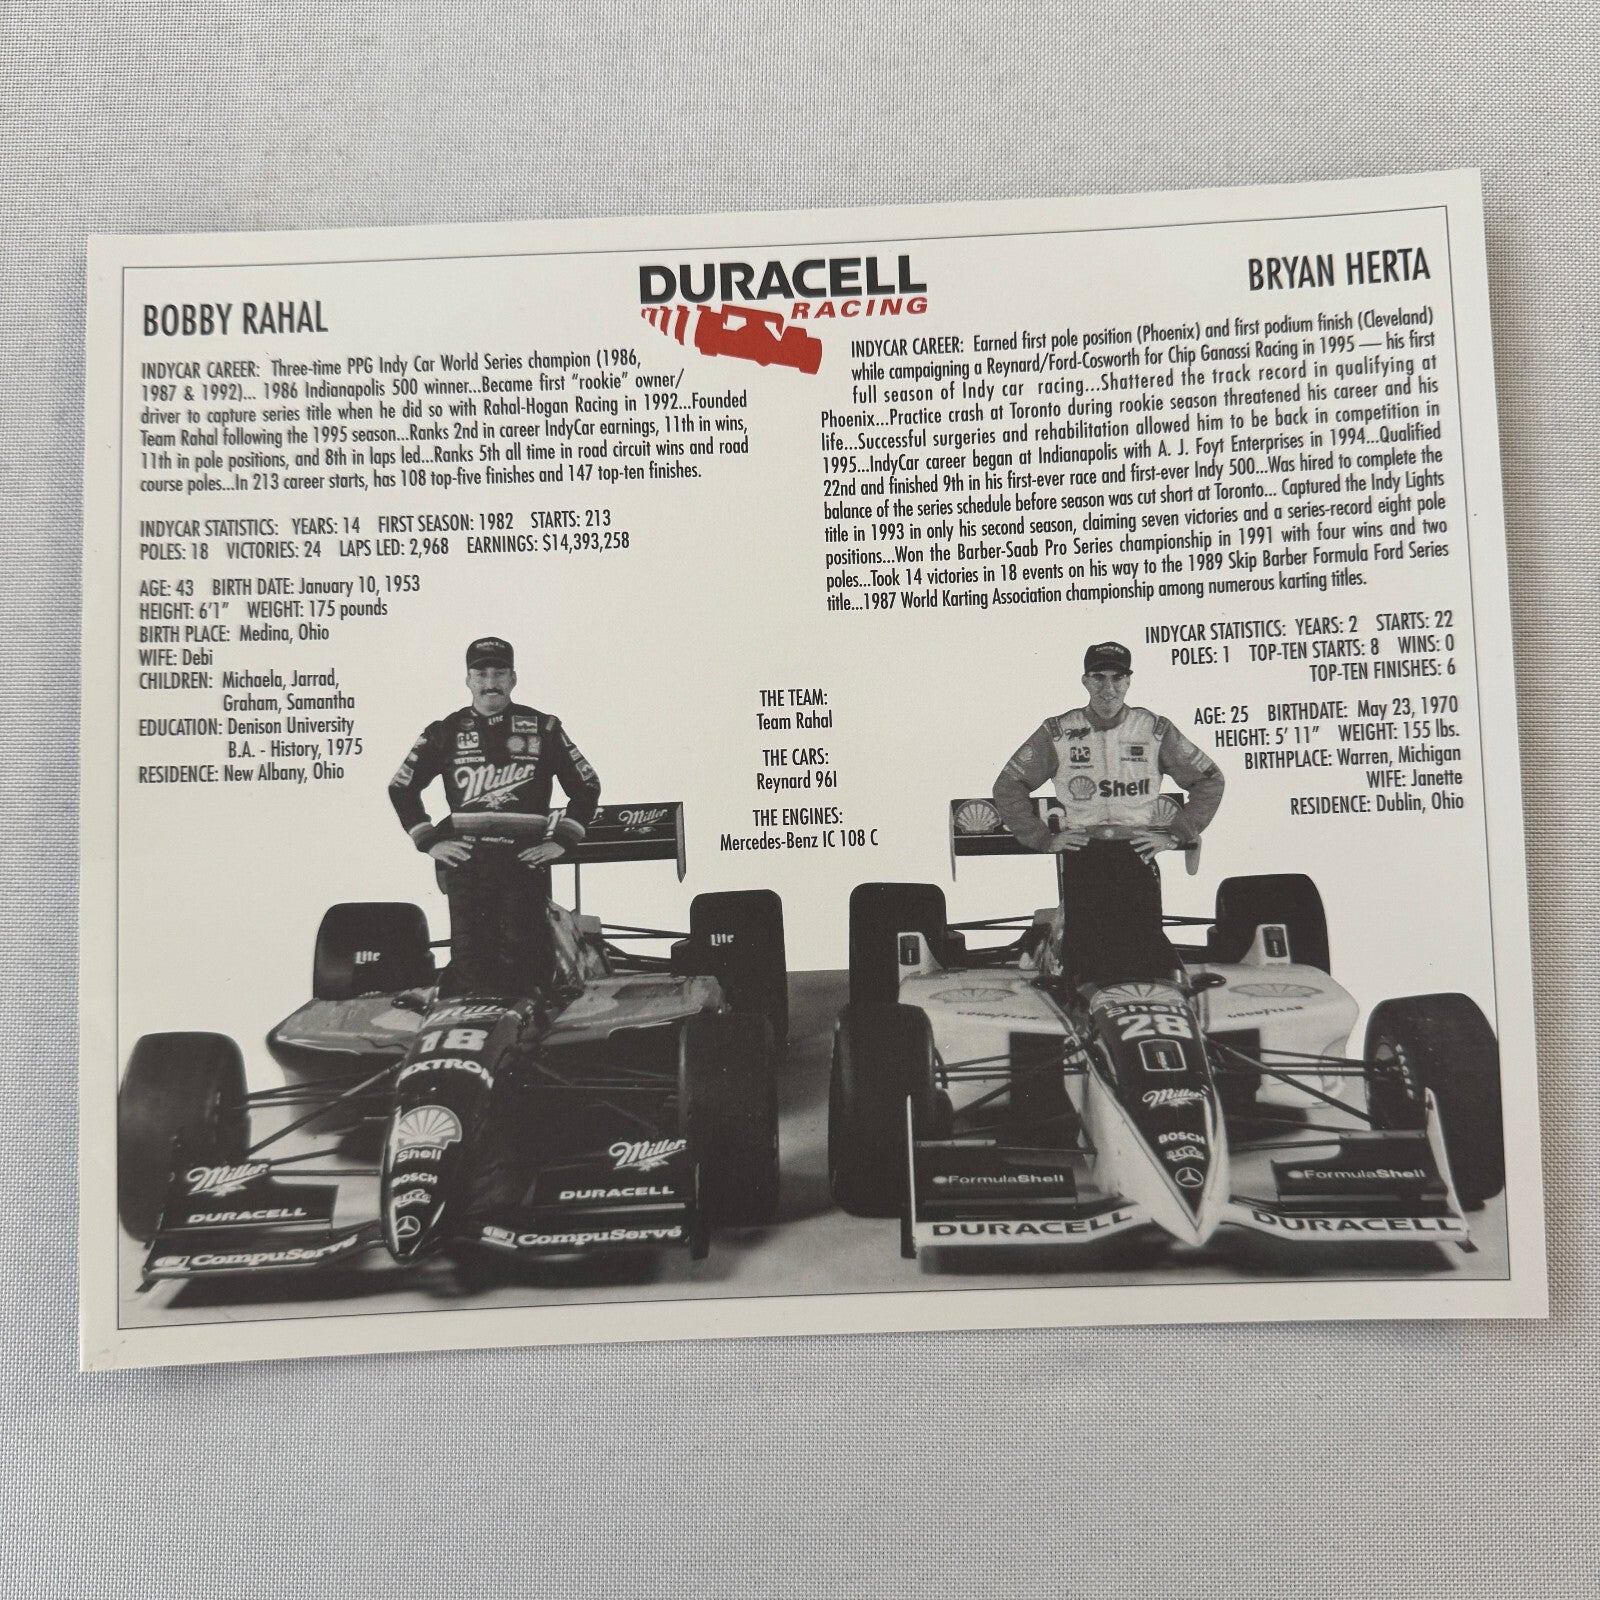 DURACELL
RACING
BOBBY RAHAL
INDYCAR CAREER: Three-time PPG Indy Car World Series champion (1986,
1987 & 1992)... 1986 Indianapolis 500 winner...Became first "rookie" owner/
driver to capture series title when he did so with Rahal-Hogan Racing in 1992...Founded
Team Rahal following the 1995 season...Ranks 2nd in career IndyCar earnings, 11th in wins,
11th in pole positions, and 8th in laps led...Ranks 5th all time in road circuit wins and road
course poles...In 213 career starts, has 108 top-five finishes and 147 top-ten finishes.
INDYCAR STATISTICS: YEARS: 14 FIRST SEASON: 1982 STARTS: 213
POLES: 18 VICTORIES: 24 LAPS LED: 2,968 EARNINGS: $14,393,258
AGE: 43 BIRTH DATE: January 10, 1953
HEIGHT: 6'1" WEIGHT: 175 pounds
BIRTH PLACE: Medina, Ohio
WIFE: Debi
CHILDREN: Michaela, Jarrad,
Graham, Samantha
EDUCATION: Denison University
B.A. - History, 1975
RESIDENCE: New Albany, Ohio
BRYAN HERTA
INDYCAR CAREER: Earned first pole position (Phoenix) and first podium finish (Cleveland)
while campaigning a Reynard/Ford-Cosworth for Chip Ganassi Racing in 1995 — his first
full season of Indy car racing...Shattered the track record in qualifying at
Phoenix...Practice crash at Toronto during rookie season threatened his career and his
life...Successful surgeries and rehabilitation allowed him to be back in competition in
1995...IndyCar career began at Indianapolis with A. J. Foyt Enterprises in 1994...Qualified
22nd and finished 9th in his first-ever race and first-ever Indy 500...Was hired to complete the
balance of the series schedule before season was cut short at Toronto... Captured the Indy Lights
title in 1993 in only his second season, claiming seven victories and a series-record eight pole
positions...Won the Barber-Saab Pro Series championship in 1991 with four wins and two
poles...Took 14 victories in 18 events on his way to the 1989 Skip Barber Formula Ford Series
title...1987 World Karting Association championship among numerous karting titles.
INDYCAR STATISTICS: YEARS: 2 STARTS: 22
POLES: 1 TOP-TEN STARTS: 8 WINS: 0
TOP-TEN FINISHES: 6
AGE: 25 BIRTHDATE: May 23, 1970
HEIGHT: 5' 11" WEIGHT: 155 lbs.
BIRTHPLACE: Warren, Michigan
WIFE: Janette
RESIDENCE: Dublin, Ohio
THE TEAM:
Team Rahal
THE CARS:
Reynard 96I
THE ENGINES:
Mercedes-Benz IC 108 C
Lite
PPG
Miller
Miller
Lite
Lite
Miller
18
EXTRON
Shell
BOSCH
Miller
DURACELL
CompuServe
Miller
DURACELL
CompuServe
PPG
Shell
Shell
28
Miller
BOSCH
GOODYEAR
GOODYEAR
FormulaShell
DURACELL
FormulaShell
DURACELL